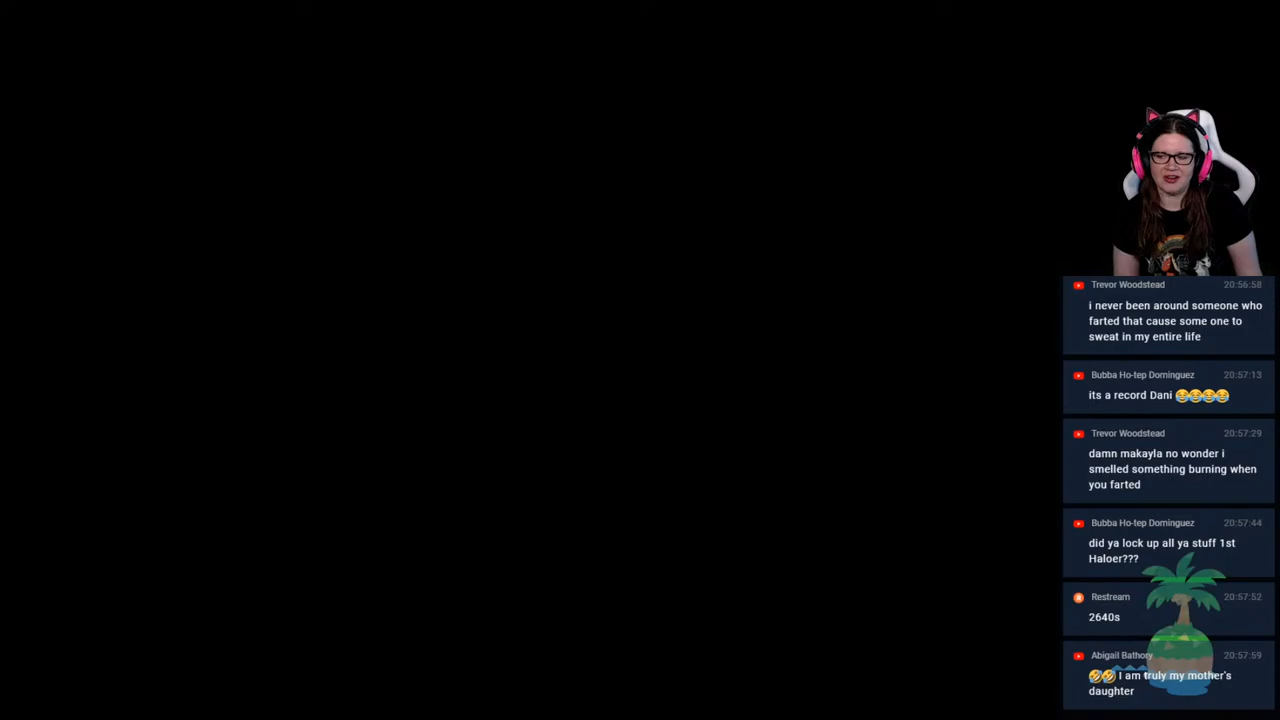 Trevor Woodstead 20:56:58
i never been around someone who
farted that cause some one to
sweat in my entire life
Bubba Ho-tep Dominguez 20:57:13
its a record Dani 😂😂😂😂
Trevor Woodstead 20:57:29
damn makayla no wonder i
smelled something burning when
you farted
Bubba Ho-tep Dominguez 20:57:44
did ya lock up all ya stuff 1st
Haloer???
Restream 20:57:52
2640s
Abigail Bathory 20:57:59
🤣🤣 I am truly my mother's
daughter